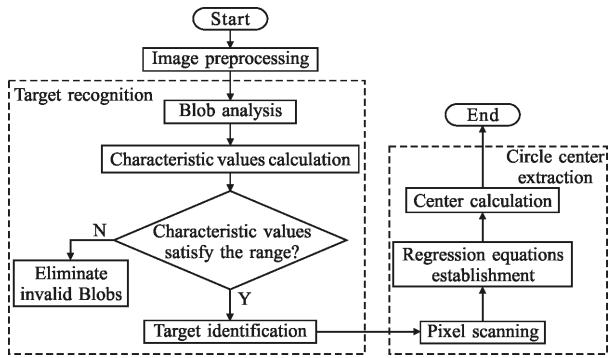 Start
Image preprocessing
Target recognition
Blob analysis
Characteristic values calculation
Characteristic values
satisfy the range?
N
Eliminate
invalid Blobs
Y
Target identification
End
Circle center
extraction
Center calculation
Regression equations
establishment
Pixel scanning